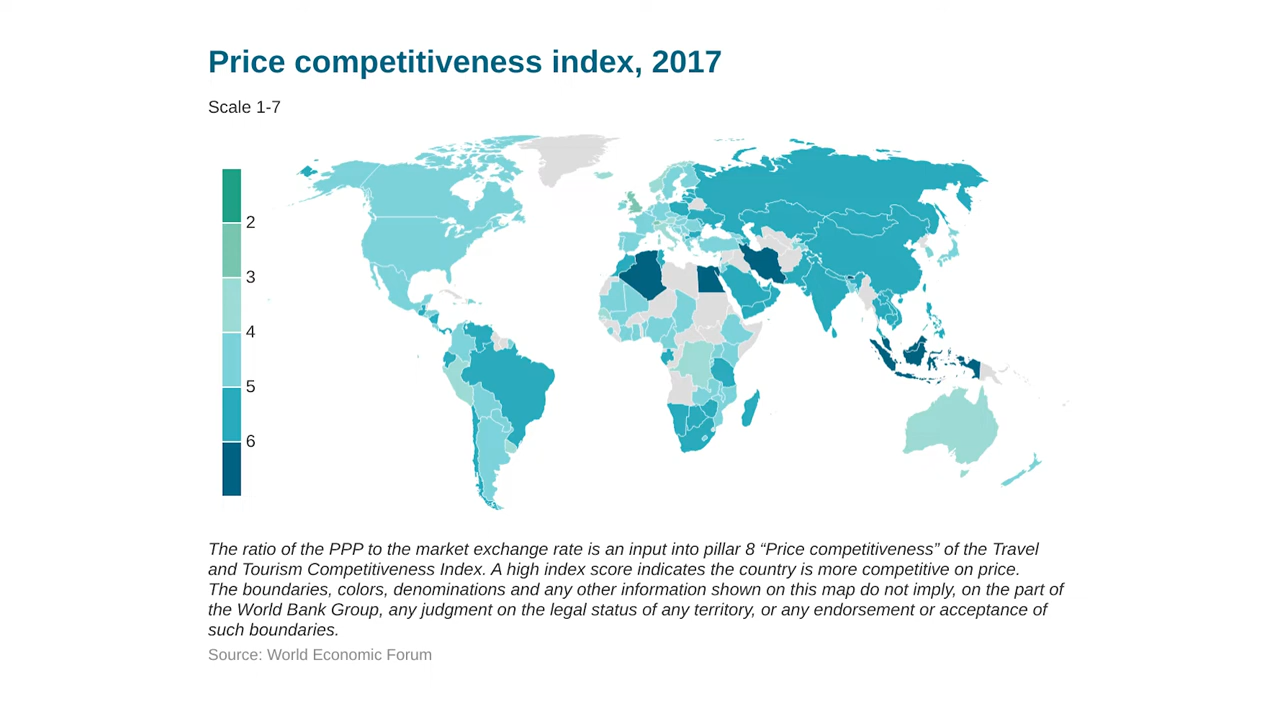 Price competitiveness index, 2017
Scale 1-7
2
3
4
5
6
The ratio of the PPP to the market exchange rate is an input into pillar 8 “Price competitiveness” of the Travel
and Tourism Competitiveness Index. A high index score indicates the country is more competitive on price.
The boundaries, colors, denominations and any other information shown on this map do not imply, on the part of
the World Bank Group, any judgment on the legal status of any territory, or any endorsement or acceptance of
such boundaries.
Source: World Economic Forum